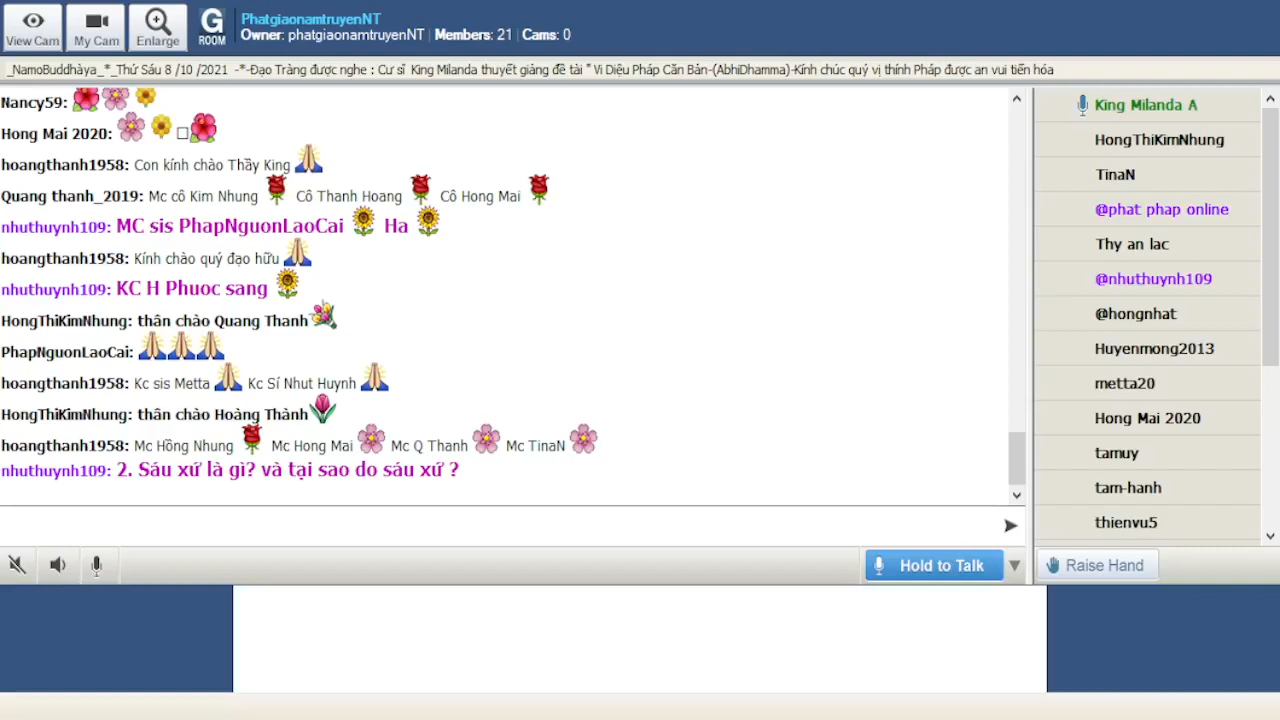 PhatgiaonamtruyenNT
Owner: phatgiaonamtruyenNT | Members: 21 | Cams: 0
View Cam
My Cam
Enlarge
G
ROOM
_NamoBuddhàya_*_Thứ Sáu 8 /10 /2021 -*-Đạo Tràng được nghe : Cư sĩ King Milanda thuyết giảng đề tài " Vi Diệu Pháp Căn Bản-(AbhiDhamma)-Kính chúc quý vị thính Pháp được an vui tiến hóa
Nancy59:
Hong Mai 2020:
hoangthanh1958: Con kính chào Thầy King
Quang thanh_2019: Mc cô Kim Nhung Cô Thanh Hoang Cô Hong Mai
nhuthuynh109: MC sis PhapNguonLaoCai Ha
hoangthanh1958: Kính chào quý đạo hữu
nhuthuynh109: KC H Phuoc sang
HongThiKimNhung: thân chào Quang Thanh
PhapNguonLaoCai:
hoangthanh1958: Kc sis Metta Kc Sí Nhut Huynh
HongThiKimNhung: thân chào Hoàng Thành
hoangthanh1958: Mc Hồng Nhung Mc Hong Mai Mc Q Thanh Mc TinaN
nhuthuynh109: 2. Sáu xứ là gì? và tại sao do sáu xứ ?
King Milanda A
HongThiKimNhung
TinaN
@phat phap online
Thy an lac
@nhuthuynh109
@hongnhat
Huyenmong2013
metta20
Hong Mai 2020
tamuy
tam-hanh
thienvu5
Hold to Talk
Raise Hand